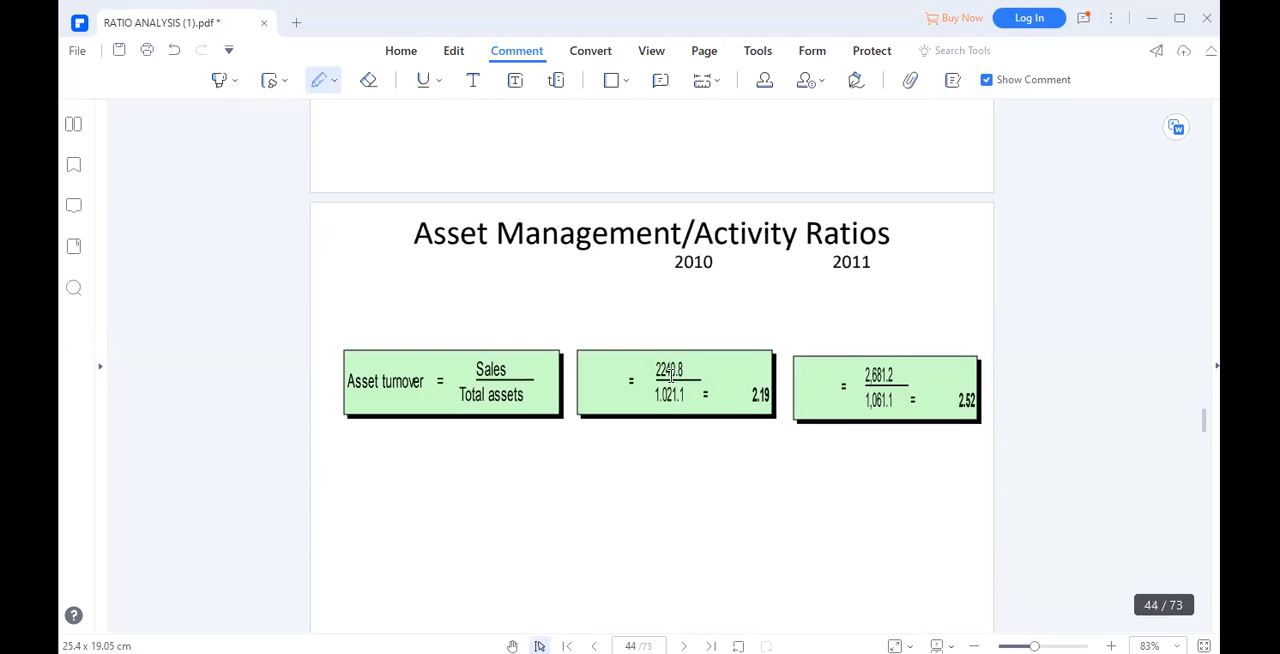 RATIO ANALYSIS (1).pdf *
Buy Now
Log In
File
Home Edit Comment Convert View Page Tools Form Protect Search Tools
Show Comment
Asset Management/Activity Ratios
2010 2011
Asset turnover = Sales
Total assets
= 2249.8
1.021.1 = 2.19
= 2,681.2
1,061.1 = 2.52
44 / 73
25.4 x 19.05 cm
44 /73
83%